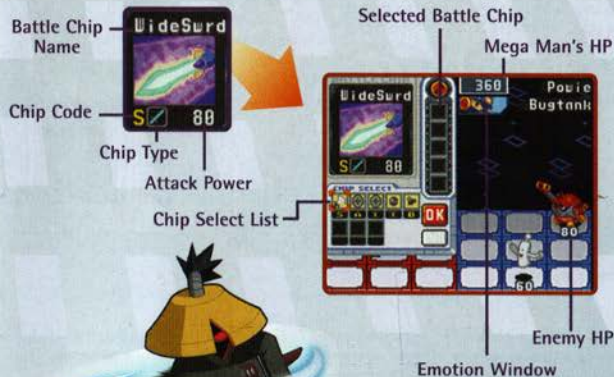 Battle Chip
Name
WideSwrd
S 80
Chip Code
Chip Type
Attack Power
Selected Battle Chip
Mega Man's HP
360
Powie
Bugtank
WideSwrd
S 80
CHIP SELECT
Chip Select List
OK
80
60
Enemy HP
Emotion Window